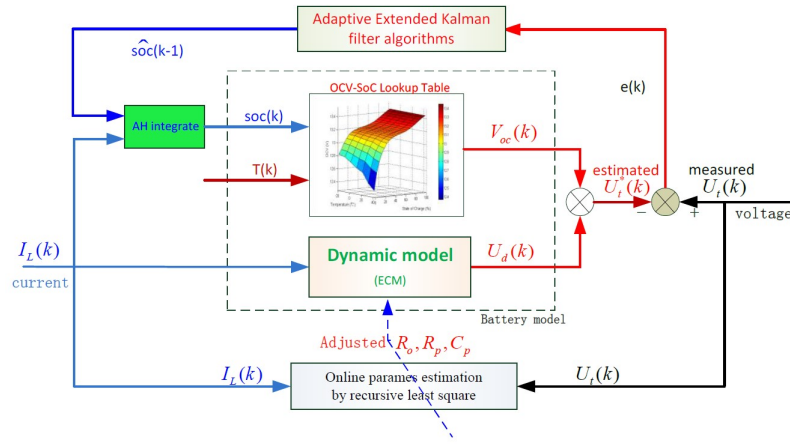 Adaptive Extended Kalman
filter algorithms
soc(k-1)
e(k)
OCV-SoC Lookup Table
AH integrate
soc(k)
T(k)
V_oc(k)
estimated
U_t^*(k)
measured
U_t(k)
voltage
−
+
I_L(k)
current
Dynamic model
(ECM)
U_d(k)
Battery model
Adjusted R_o, R_p, C_p
I_L(k)
Online parames estimation
by recursive least square
U_t(k)